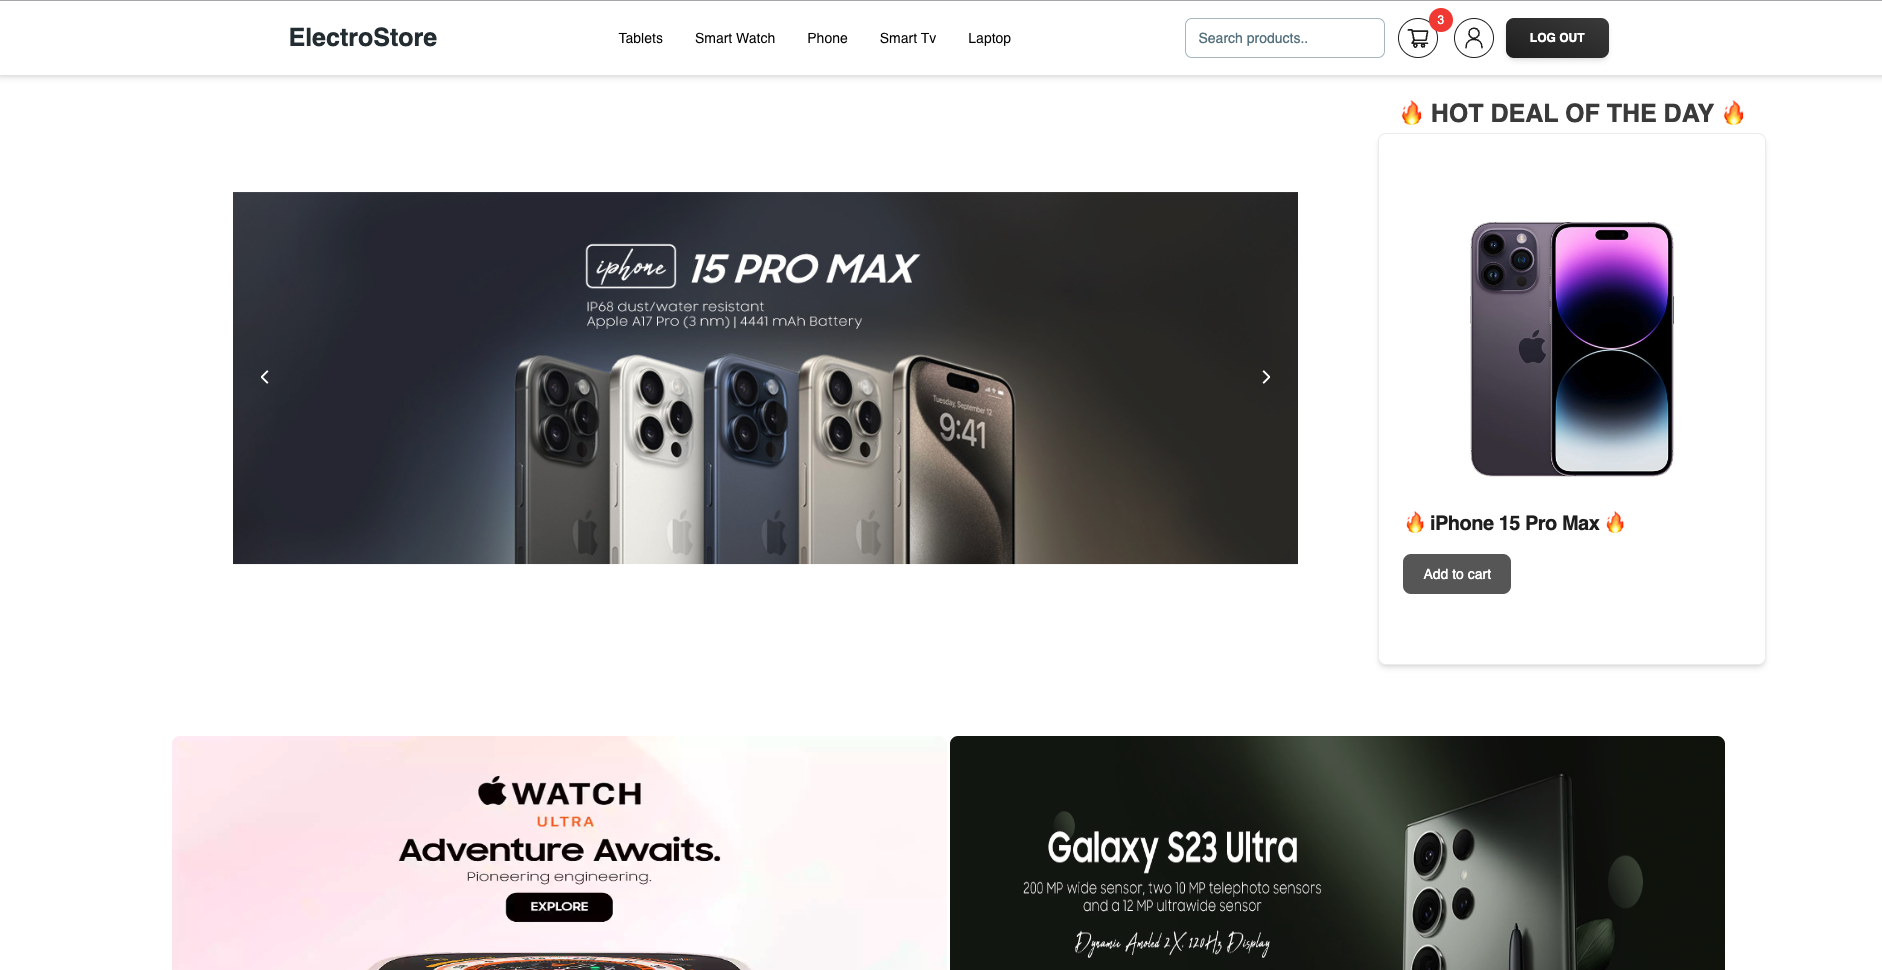 ElectroStore
Tablets
Smart Watch
Phone
Smart Tv
Laptop
Search products..
3
LOG OUT
🔥 HOT DEAL OF THE DAY 🔥
iphone 15 PRO MAX
IP68 dust/water resistant
Apple A17 Pro (3 nm) | 4441 mAh Battery
Tuesday, September 12
9:41
🔥 iPhone 15 Pro Max 🔥
Add to cart
WATCH
ULTRA
Adventure Awaits.
Pioneering engineering.
EXPLORE
Galaxy S23 Ultra
200 MP wide sensor, two 10 MP telephoto sensors
and a 12 MP ultrawide sensor
Dynamic Amoled 2X, 120Hz Display